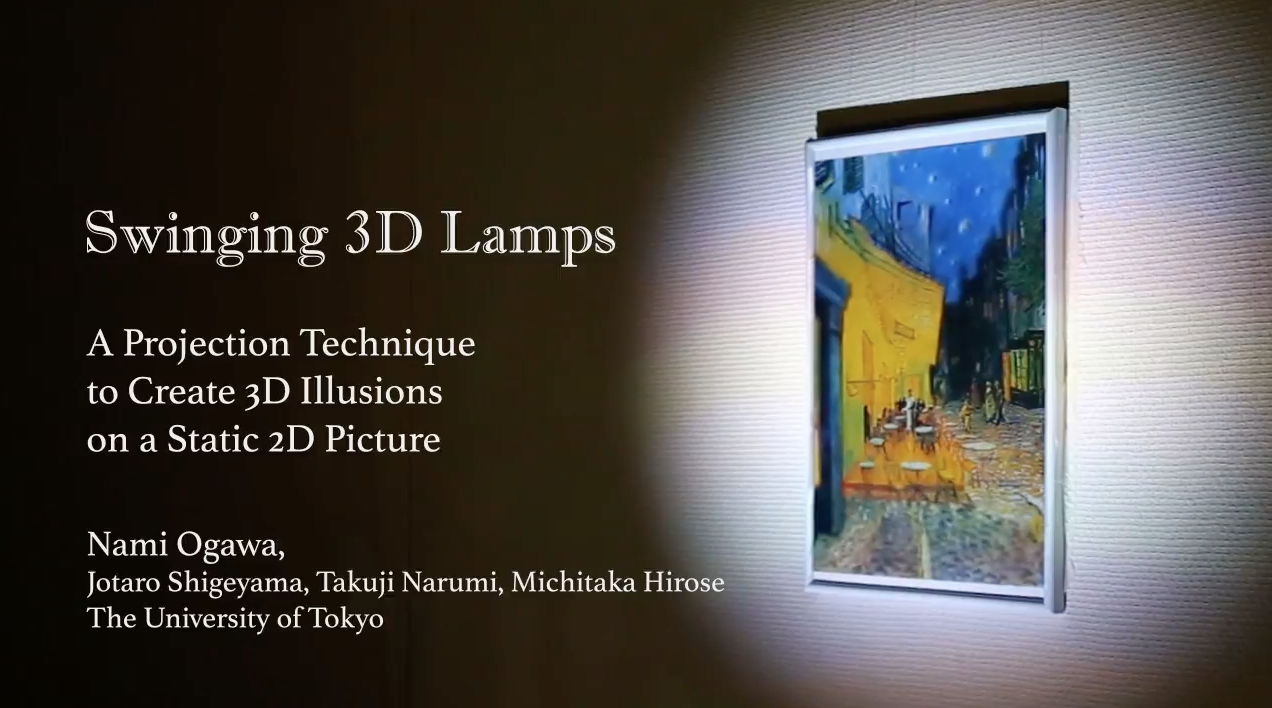 Swinging 3D Lamps
A Projection Technique
to Create 3D Illusions
on a Static 2D Picture
Nami Ogawa,
Jotaro Shigeyama, Takuji Narumi, Michitaka Hirose
The University of Tokyo